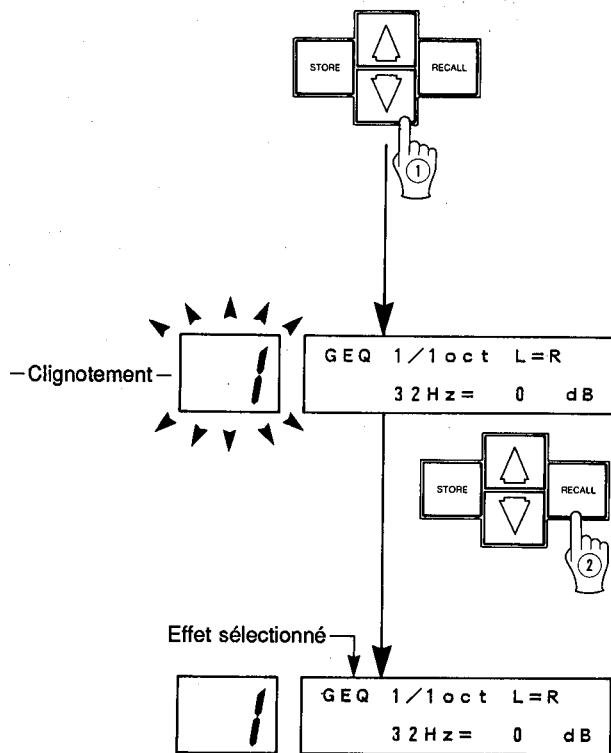 STORE
RECALL
1
–Clignotement–
1
GEQ 1/1oct L=R
32Hz= 0 dB
STORE
RECALL
2
Effet sélectionné
1
GEQ 1/1oct L=R
32Hz= 0 dB